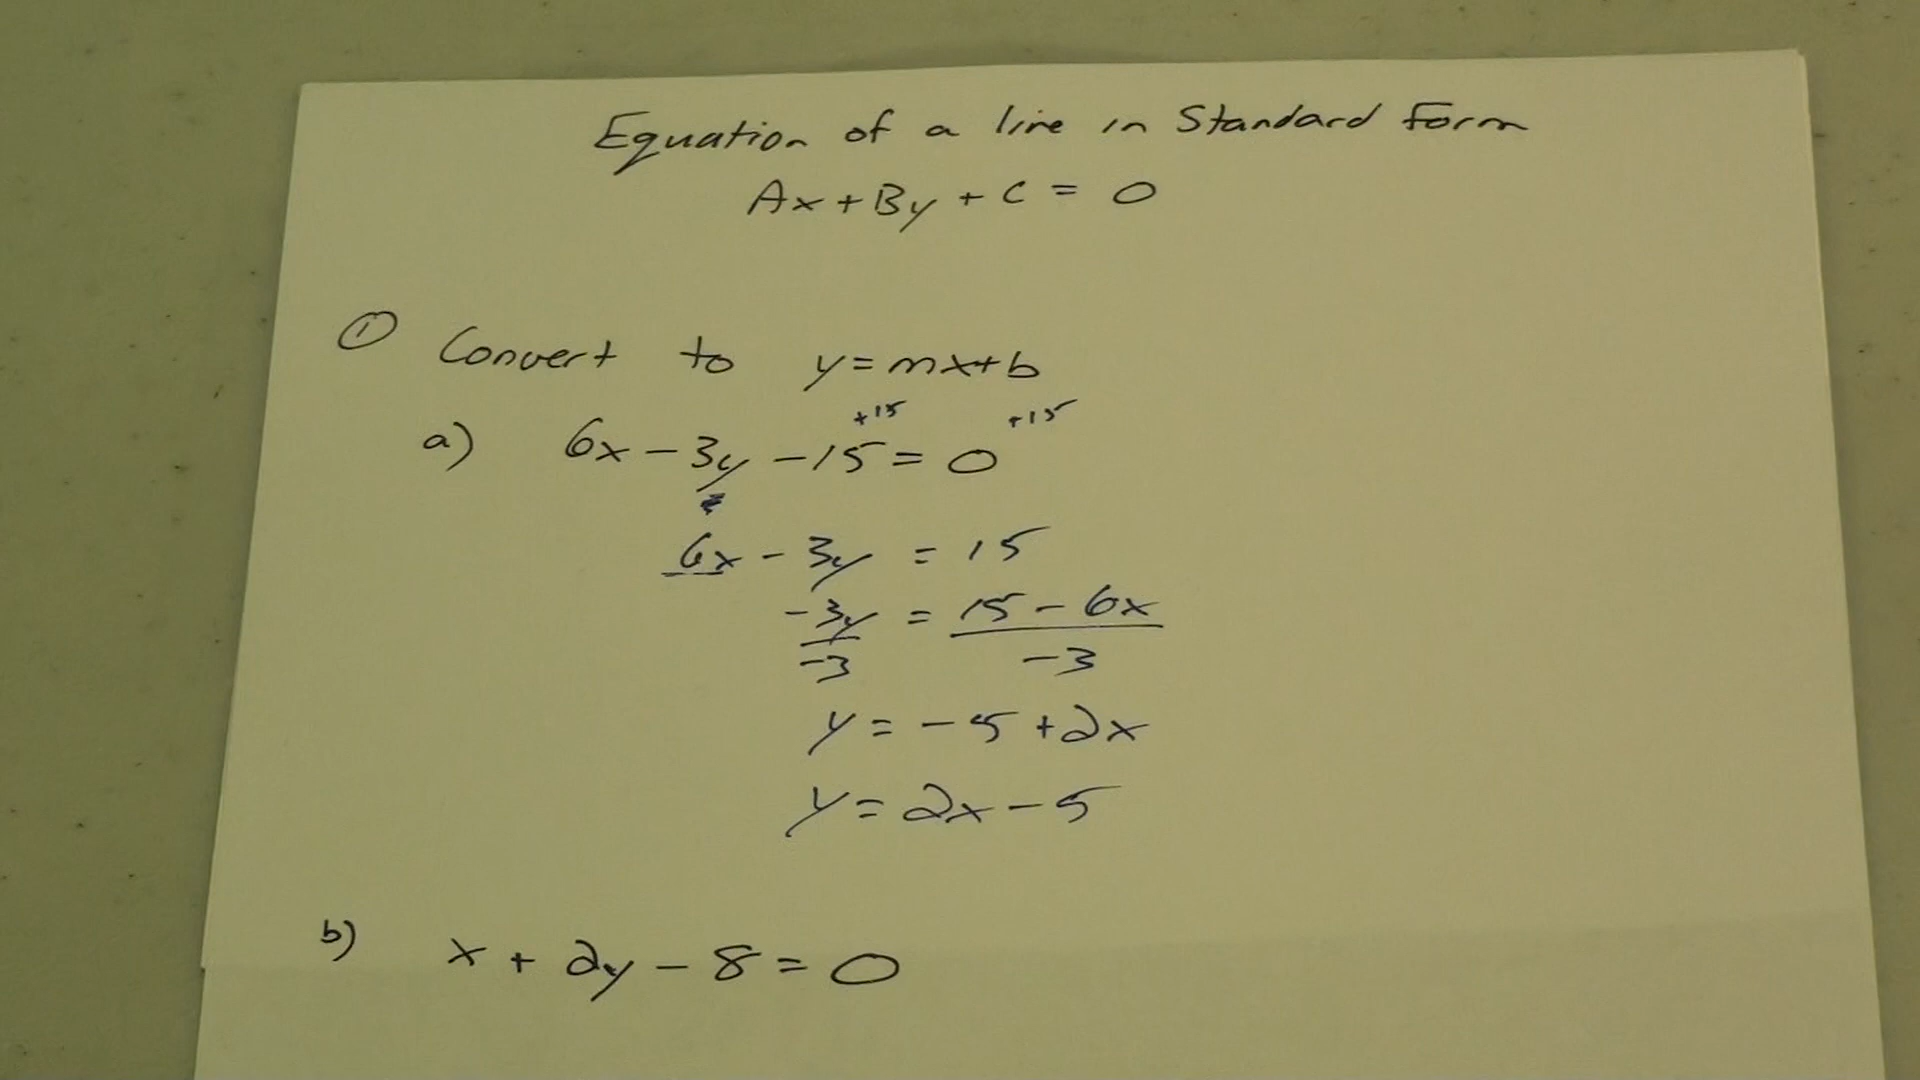 Equation of a line in Standard Form
Ax + By + C = 0
① Convert to y = mx + b
+15 +15
a) 6x - 3y - 15 = 0
6x - 3y = 15
-3y = 15 - 6x
-3 -3
y = -5 + 2x
y = 2x - 5
b) x + 2y - 8 = 0